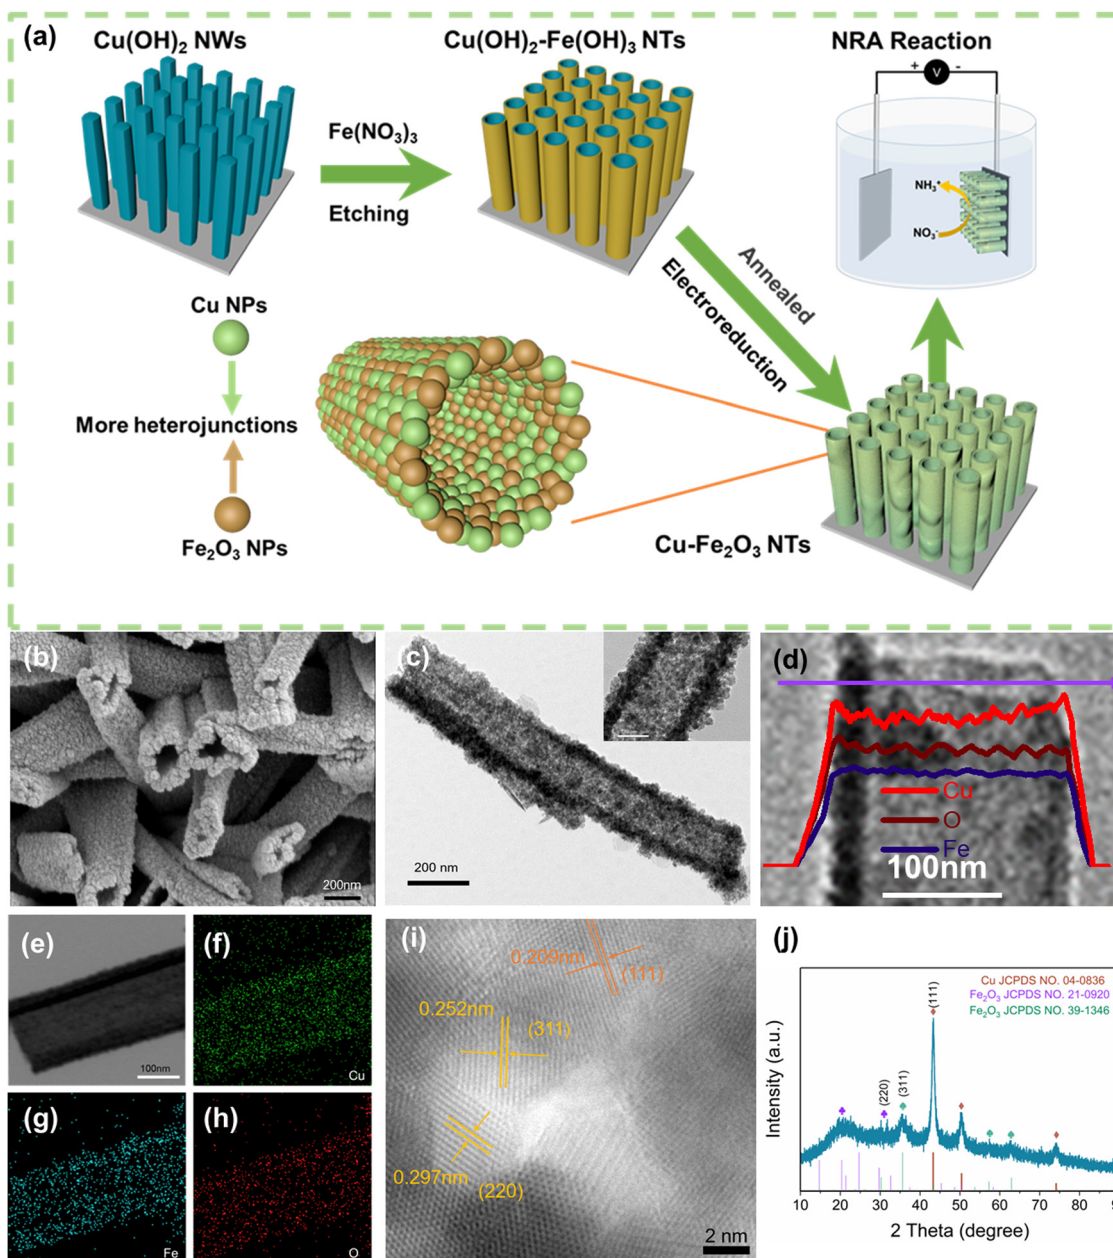 (a)
Cu(OH)₂ NWs
Cu(OH)₂-Fe(OH)₃ NTs
NRA Reaction
+ V -
Fe(NO₃)₃
Etching
NH₃⁺
NO₃⁻
Annealed
Electroreduction
Cu NPs
More heterojunctions
Fe₂O₃ NPs
Cu-Fe₂O₃ NTs
(b)
200nm
(c)
200 nm
(d)
Cu
O
Fe
100nm
(e)
100nm
(f)
Cu
(g)
Fe
(h)
O
(i)
0.209nm
(111)
0.252nm
(311)
0.297nm
(220)
2 nm
(j)
Cu JCPDS NO. 04-0836
Fe₂O₃ JCPDS NO. 21-0920
Fe₂O₃ JCPDS NO. 39-1346
(111)
(220)
(311)
Intensity (a.u.)
10 20 30 40 50 60 70 80
2 Theta (degree)